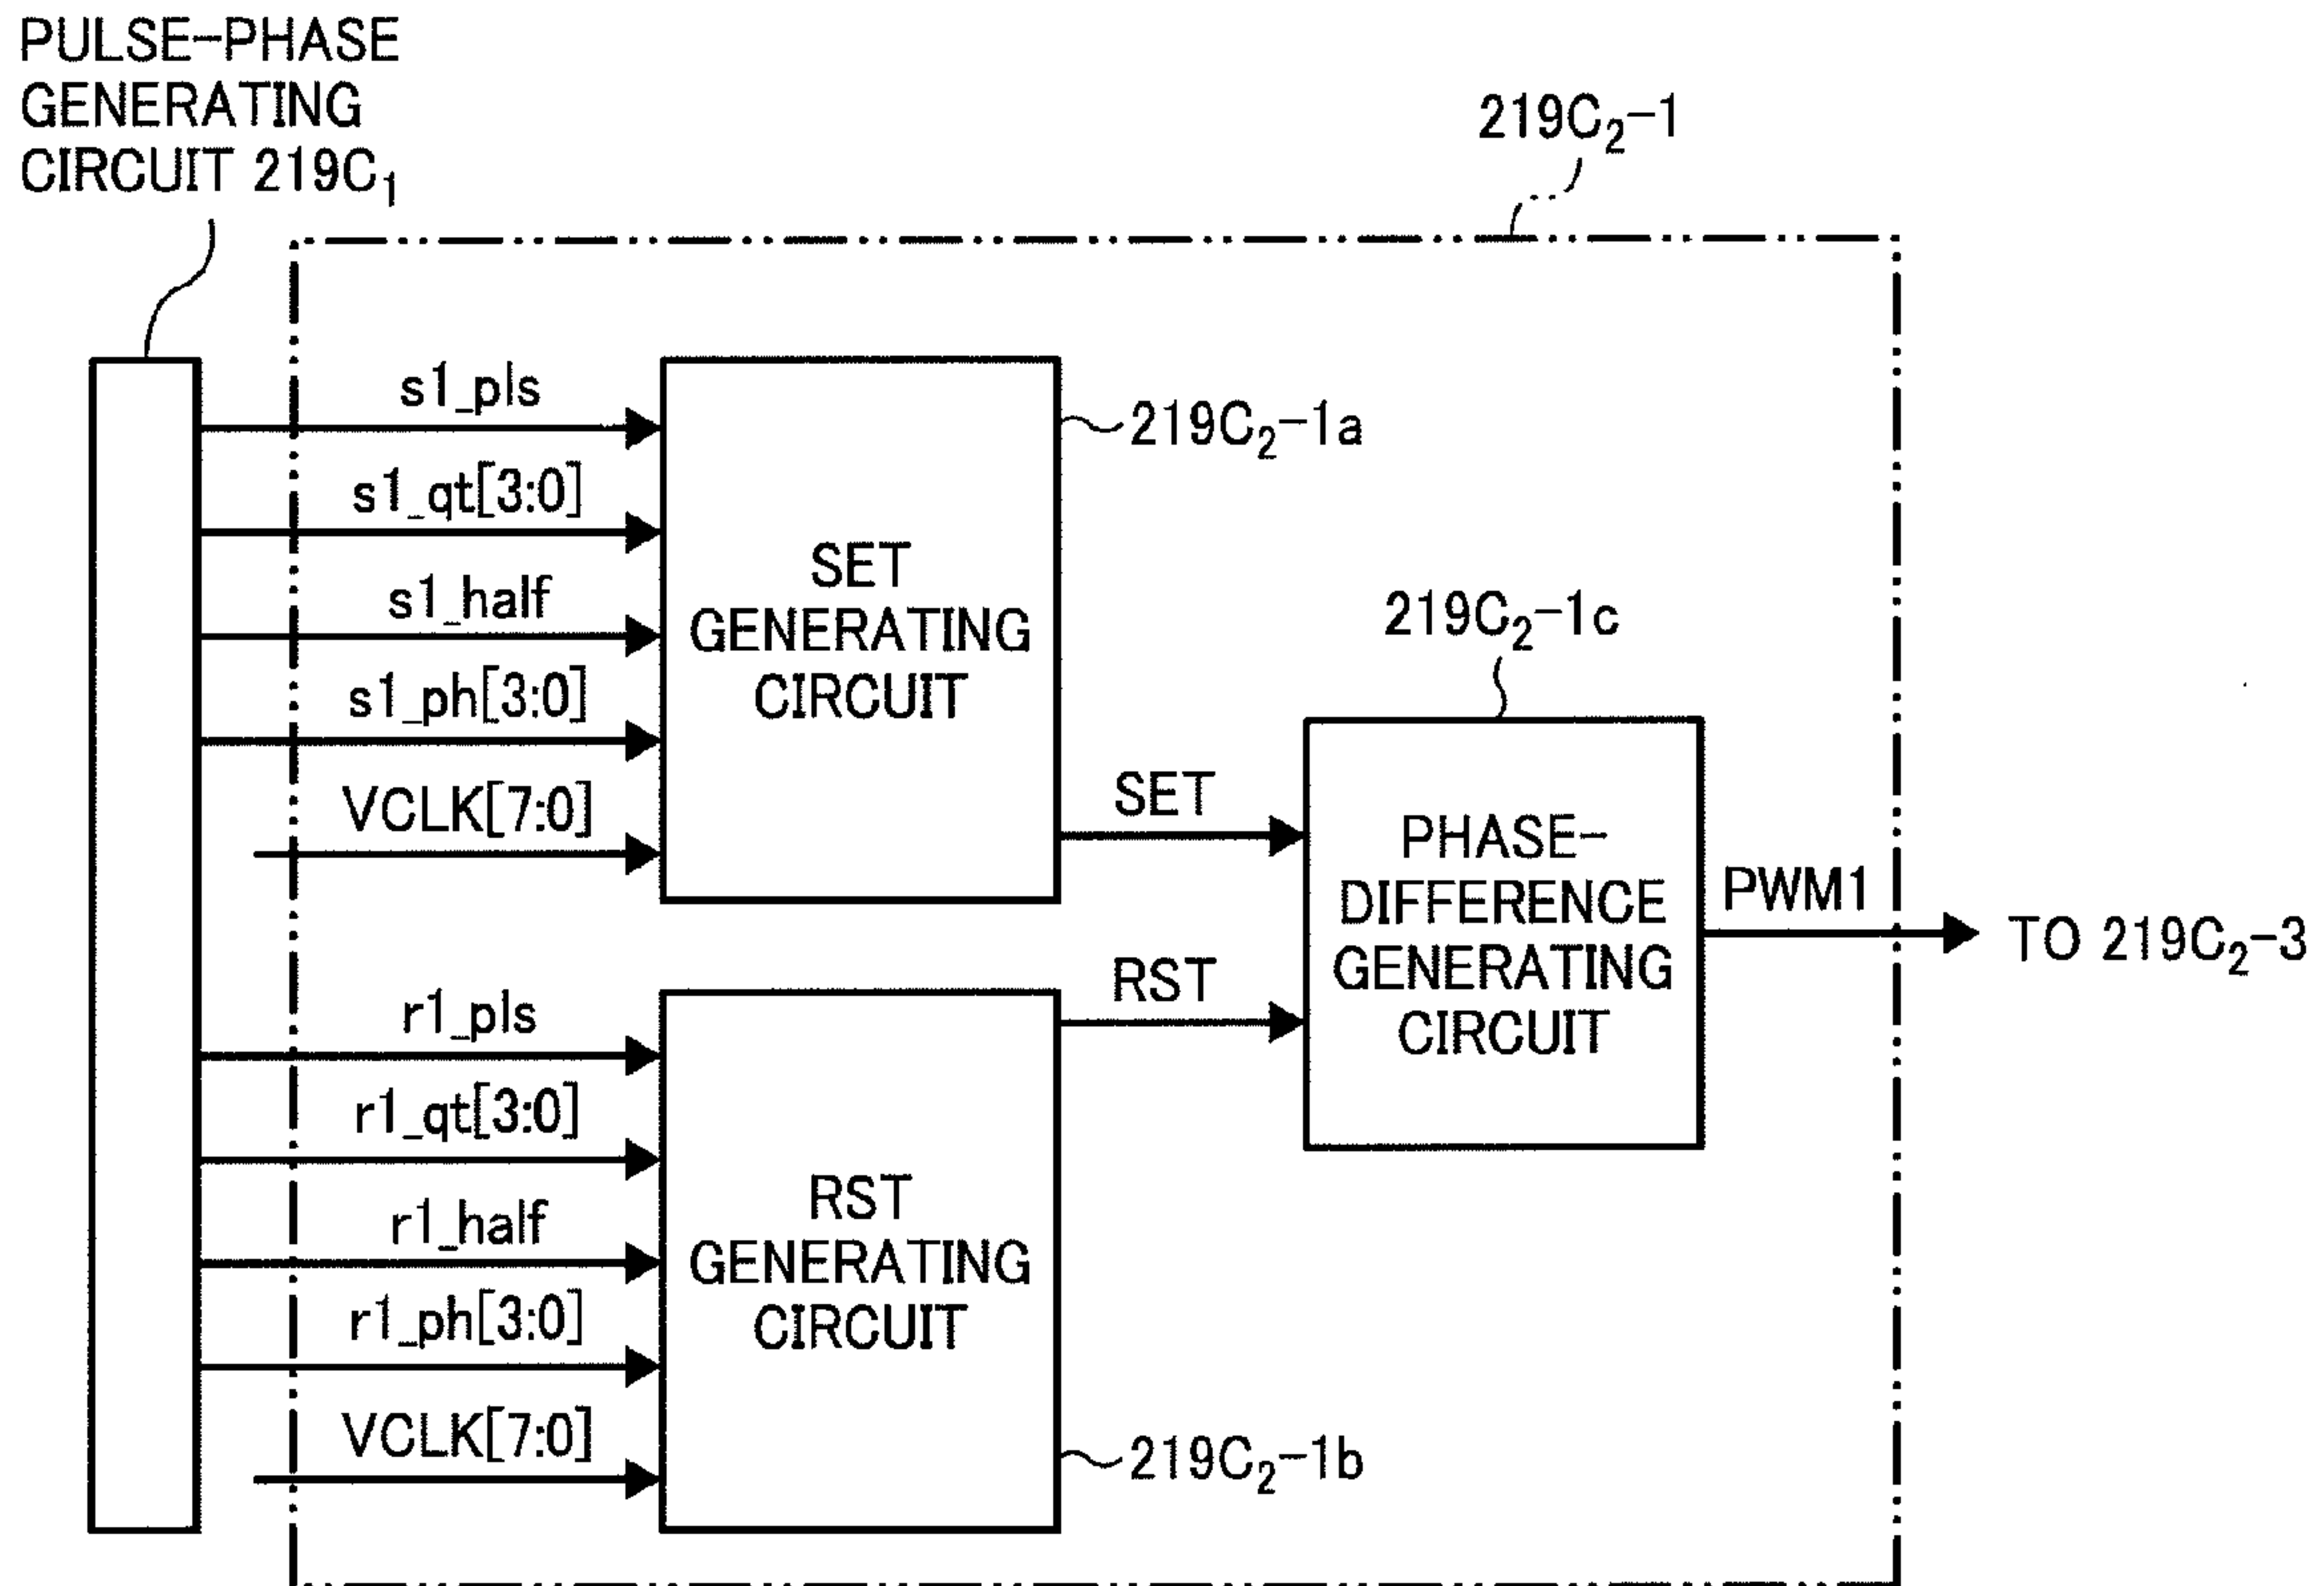 PULSE-PHASE
GENERATING
CIRCUIT 219C₁
219C₂-1
s1_pls
s1_qt[3:0]
s1_half
s1_ph[3:0]
VCLK[7:0]
SET
GENERATING
CIRCUIT
219C₂-1a
SET
RST
219C₂-1c
PHASE-
DIFFERENCE
GENERATING
CIRCUIT
PWM1
TO 219C₂-3
r1_pls
r1_qt[3:0]
r1_half
r1_ph[3:0]
VCLK[7:0]
RST
GENERATING
CIRCUIT
219C₂-1b